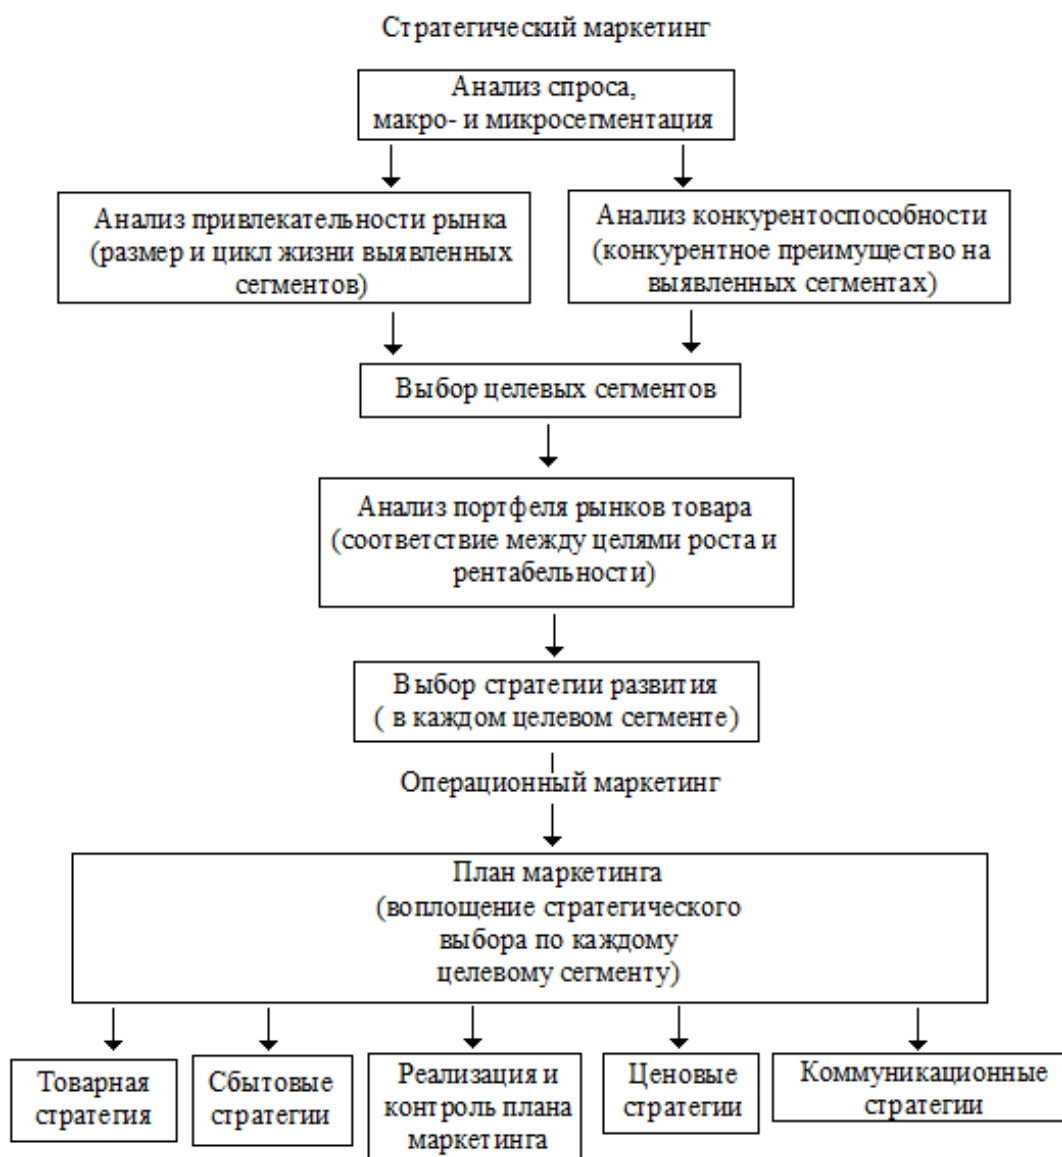 Стратегический маркетинг
Анализ спроса,
макро- и микросегментация
Анализ привлекательности рынка
(размер и цикл жизни выявленных
сегментов)
Анализ конкурентоспособности
(конкурентное преимущество на
выявленных сегментах)
Выбор целевых сегментов
Анализ портфеля рынков товара
(соответствие между целями роста и
рентабельности)
Выбор стратегии развития
( в каждом целевом сегменте)
Операционный маркетинг
План маркетинга
(воплощение стратегического
выбора по каждому
целевому сегменту)
Товарная
стратегия
Сбытовые
стратегии
Реализация и
контроль плана
маркетинга
Ценовые
стратегии
Коммуникационные
стратегии